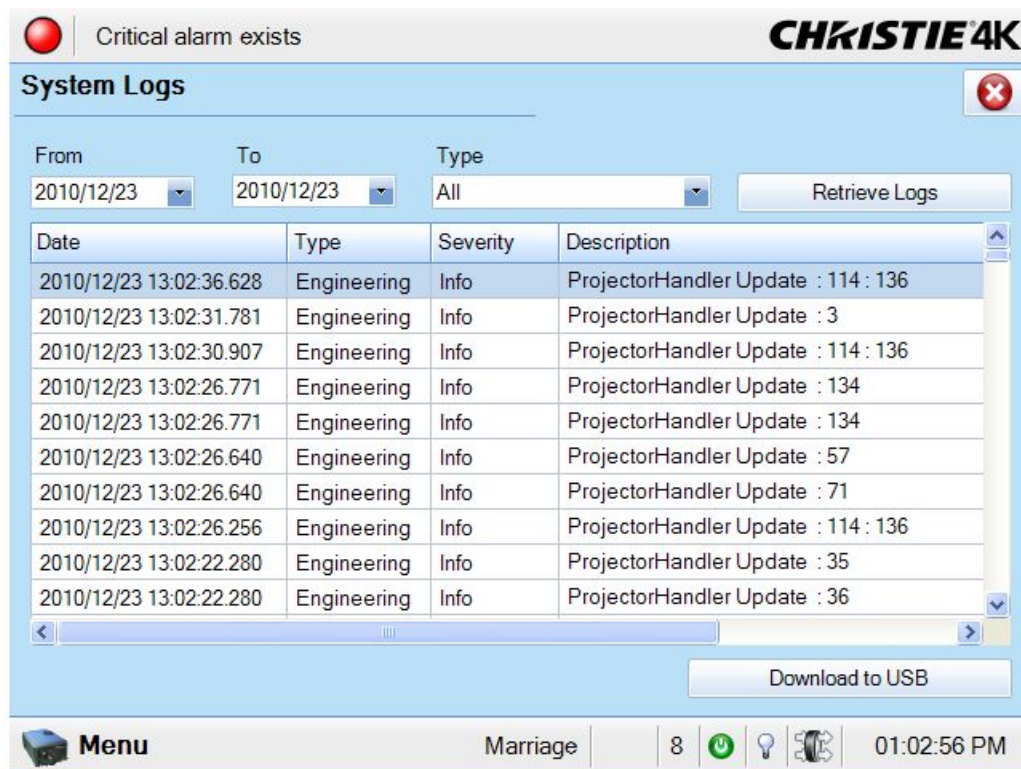 Critical alarm exists
CHRISTIE 4K
System Logs
From To Type
2010/12/23 2010/12/23 All Retrieve Logs
Date Type Severity Description
2010/12/23 13:02:36.628 Engineering Info ProjectorHandler Update : 114 : 136
2010/12/23 13:02:31.781 Engineering Info ProjectorHandler Update : 3
2010/12/23 13:02:30.907 Engineering Info ProjectorHandler Update : 114 : 136
2010/12/23 13:02:26.771 Engineering Info ProjectorHandler Update : 134
2010/12/23 13:02:26.771 Engineering Info ProjectorHandler Update : 134
2010/12/23 13:02:26.640 Engineering Info ProjectorHandler Update : 57
2010/12/23 13:02:26.640 Engineering Info ProjectorHandler Update : 71
2010/12/23 13:02:26.256 Engineering Info ProjectorHandler Update : 114 : 136
2010/12/23 13:02:22.280 Engineering Info ProjectorHandler Update : 35
2010/12/23 13:02:22.280 Engineering Info ProjectorHandler Update : 36
Download to USB
Menu Marriage 8 01:02:56 PM